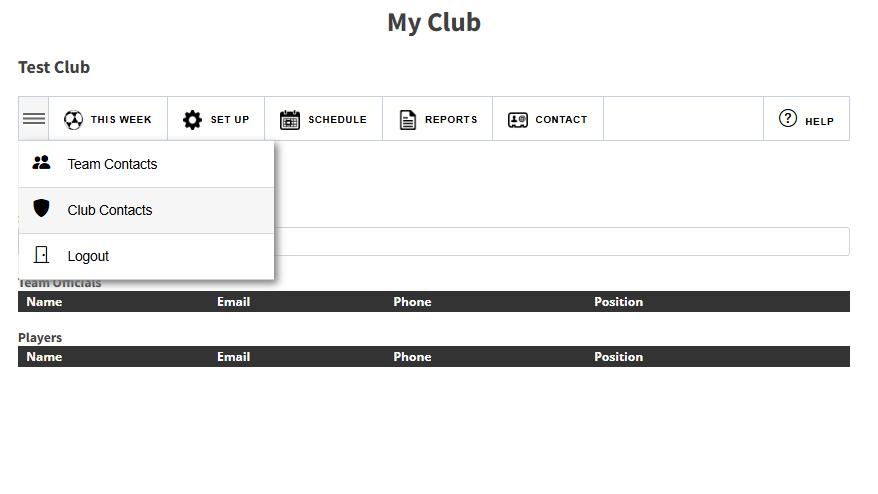 My Club
Test Club
THIS WEEK
SET UP
SCHEDULE
REPORTS
CONTACT
? HELP
Team Contacts
Club Contacts
Logout
Team Officials
Name Email Phone Position
Players
Name Email Phone Position